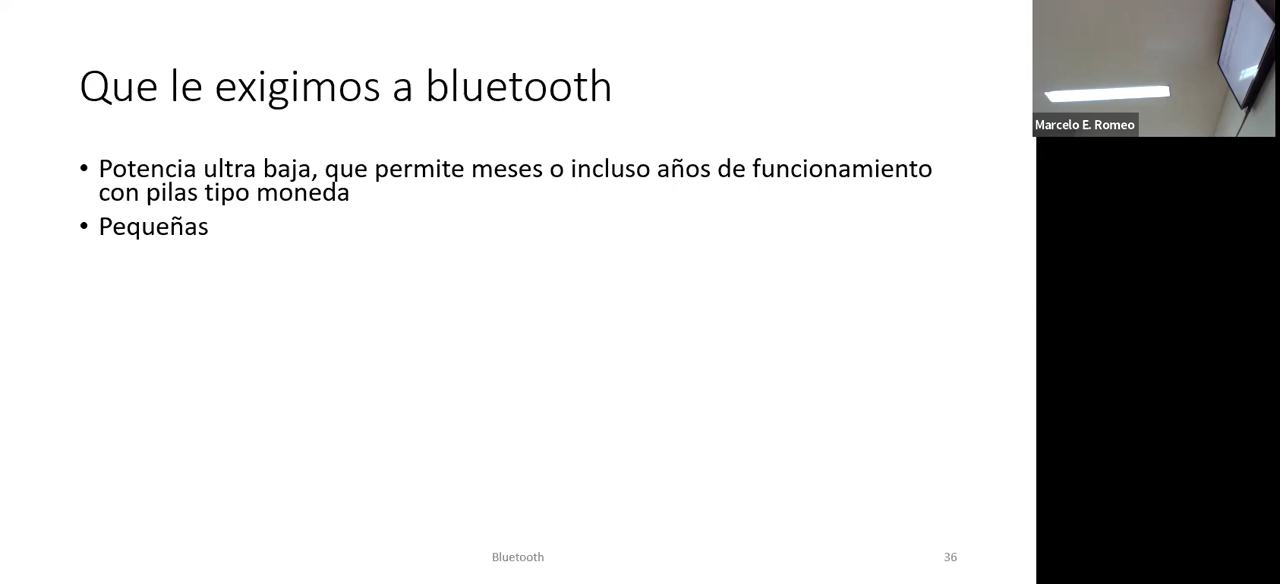 Que le exigimos a bluetooth
Marcelo E. Romeo
• Potencia ultra baja, que permite meses o incluso años de funcionamiento
con pilas tipo moneda
• Pequeñas
Bluetooth
36